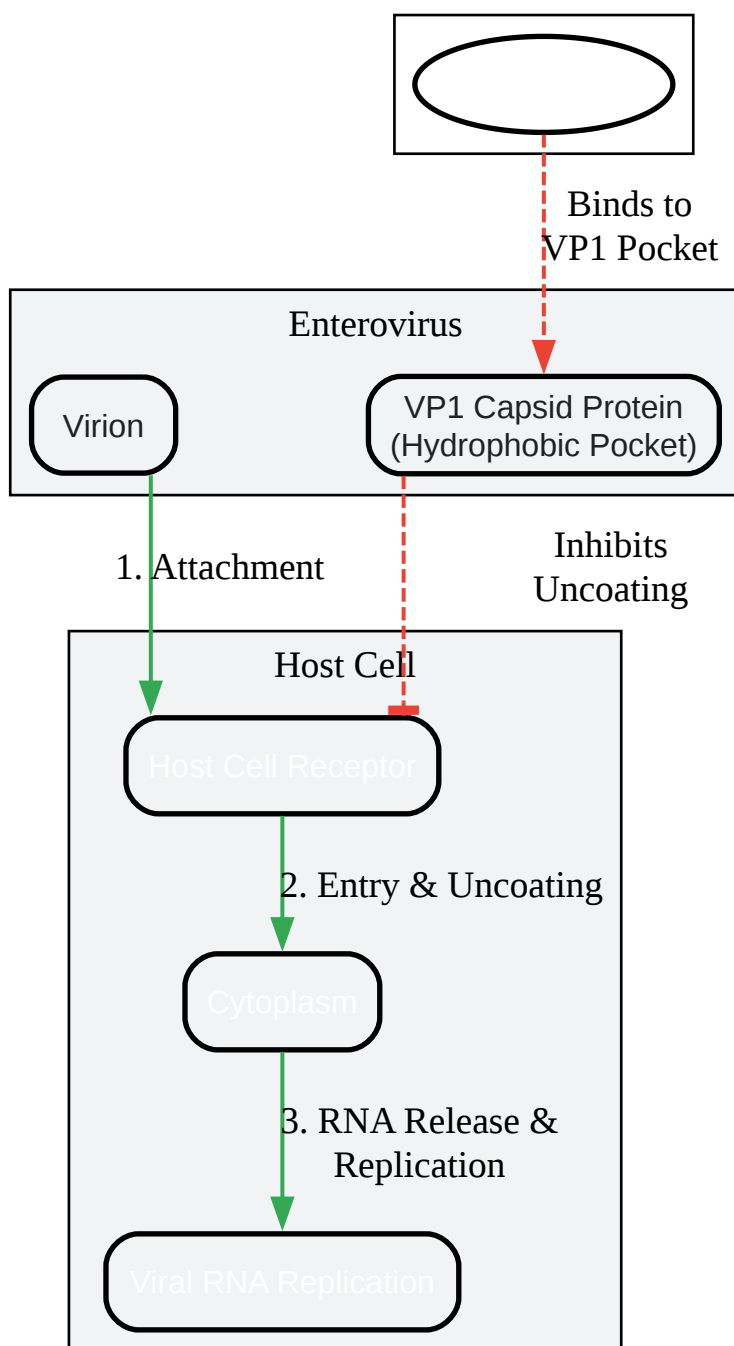 Binds to
VP1 Pocket
Enterovirus
Virion
VP1 Capsid Protein
(Hydrophobic Pocket)
1. Attachment
Inhibits
Uncoating
Host Cell
Host Cell Receptor
2. Entry & Uncoating
Cytoplasm
3. RNA Release &
Replication
Viral RNA Replication